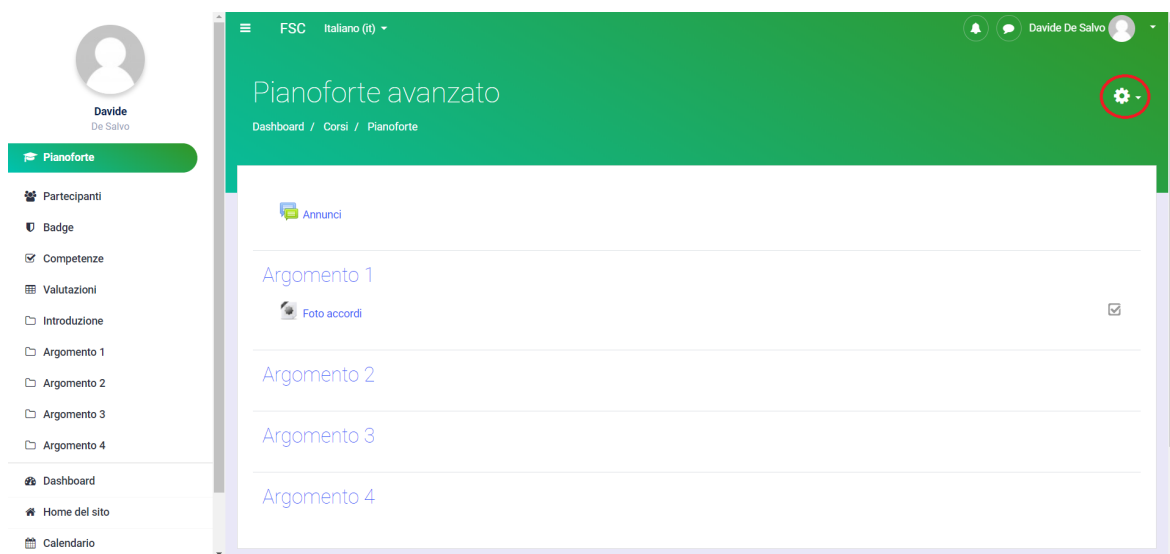 Davide
De Salvo
Pianoforte
Partecipanti
Badge
Competenze
Valutazioni
Introduzione
Argomento 1
Argomento 2
Argomento 3
Argomento 4
Dashboard
Home del sito
Calendario
FSC Italiano (it) Davide De Salvo
Pianoforte avanzato
Dashboard / Corsi / Pianoforte
Annunci
Argomento 1
Foto accordi
Argomento 2
Argomento 3
Argomento 4